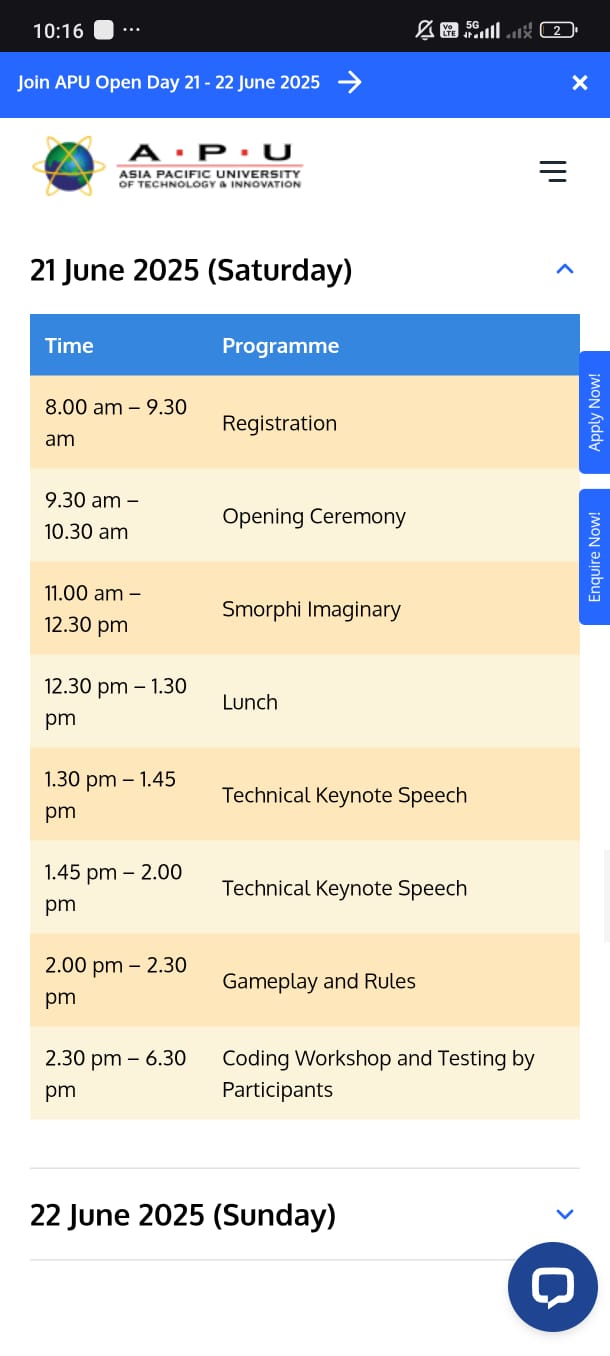 10:16
Vo LTE 5G 2
Join APU Open Day 21 - 22 June 2025
A·P·U
ASIA PACIFIC UNIVERSITY
OF TECHNOLOGY & INNOVATION
21 June 2025 (Saturday)
Time Programme
8.00 am – 9.30
am
Registration
9.30 am –
10.30 am
Opening Ceremony
11.00 am –
12.30 pm
Smorphi Imaginary
12.30 pm – 1.30
pm
Lunch
1.30 pm – 1.45
pm
Technical Keynote Speech
1.45 pm – 2.00
pm
Technical Keynote Speech
2.00 pm – 2.30
pm
Gameplay and Rules
2.30 pm – 6.30
pm
Coding Workshop and Testing by
Participants
Apply Now!
Enquire Now!
22 June 2025 (Sunday)